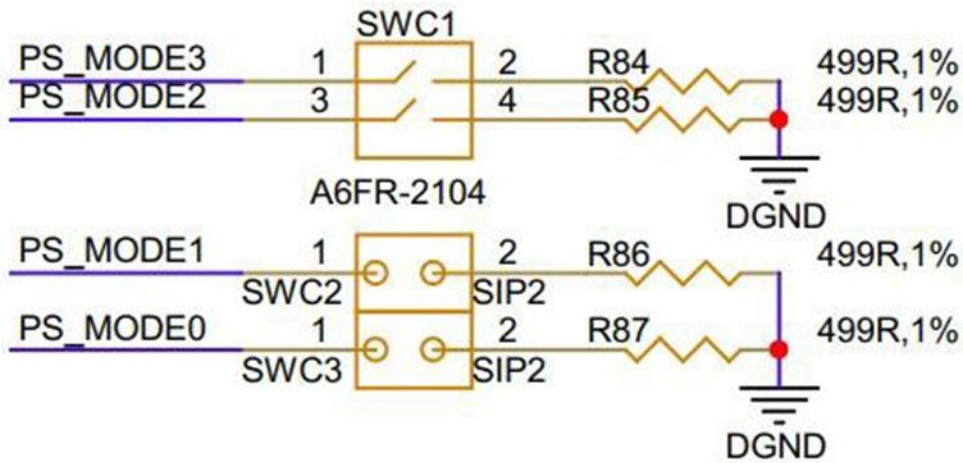 SWC1
PS_MODE3 1 2 R84 499R,1%
PS_MODE2 3 4 R85 499R,1%
A6FR-2104
DGND
PS_MODE1 1 2 R86 499R,1%
SWC2 SIP2
PS_MODE0 1 2 R87 499R,1%
SWC3 SIP2
DGND